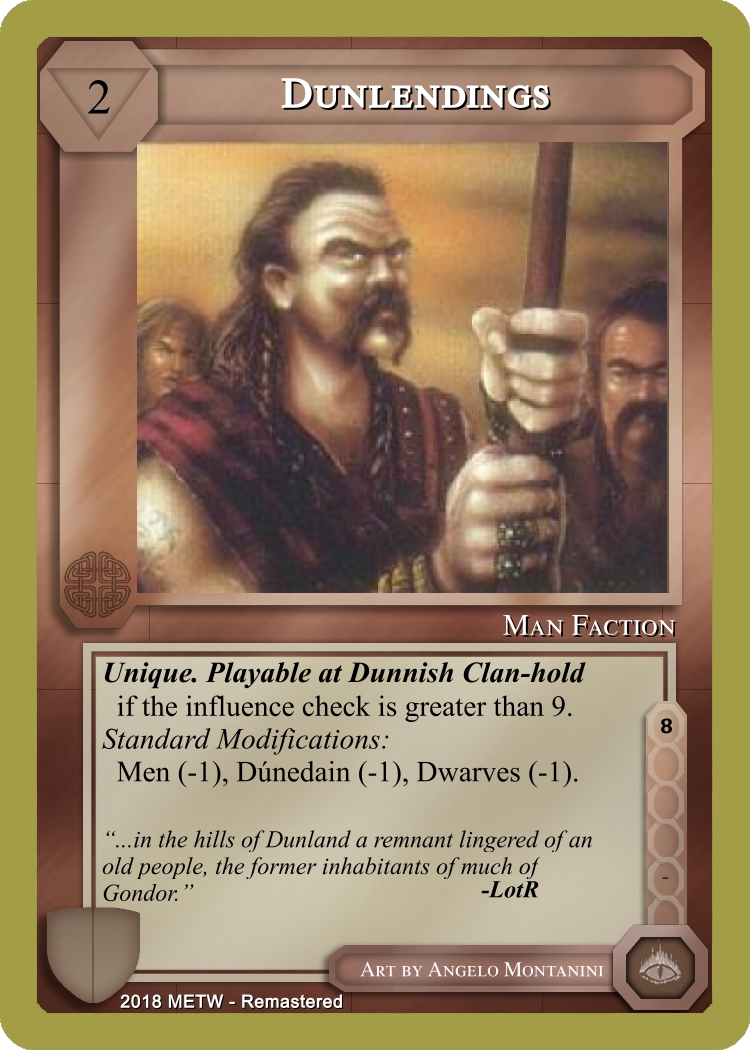 2
Dunlendings
Man Faction
Unique. Playable at Dunnish Clan-hold
if the influence check is greater than 9.
Standard Modifications:
Men (-1), Dúnedain (-1), Dwarves (-1).
8
“...in the hills of Dunland a remnant lingered of an
old people, the former inhabitants of much of
Gondor.” -LotR
-
Art by Angelo Montanini
2018 METW - Remastered